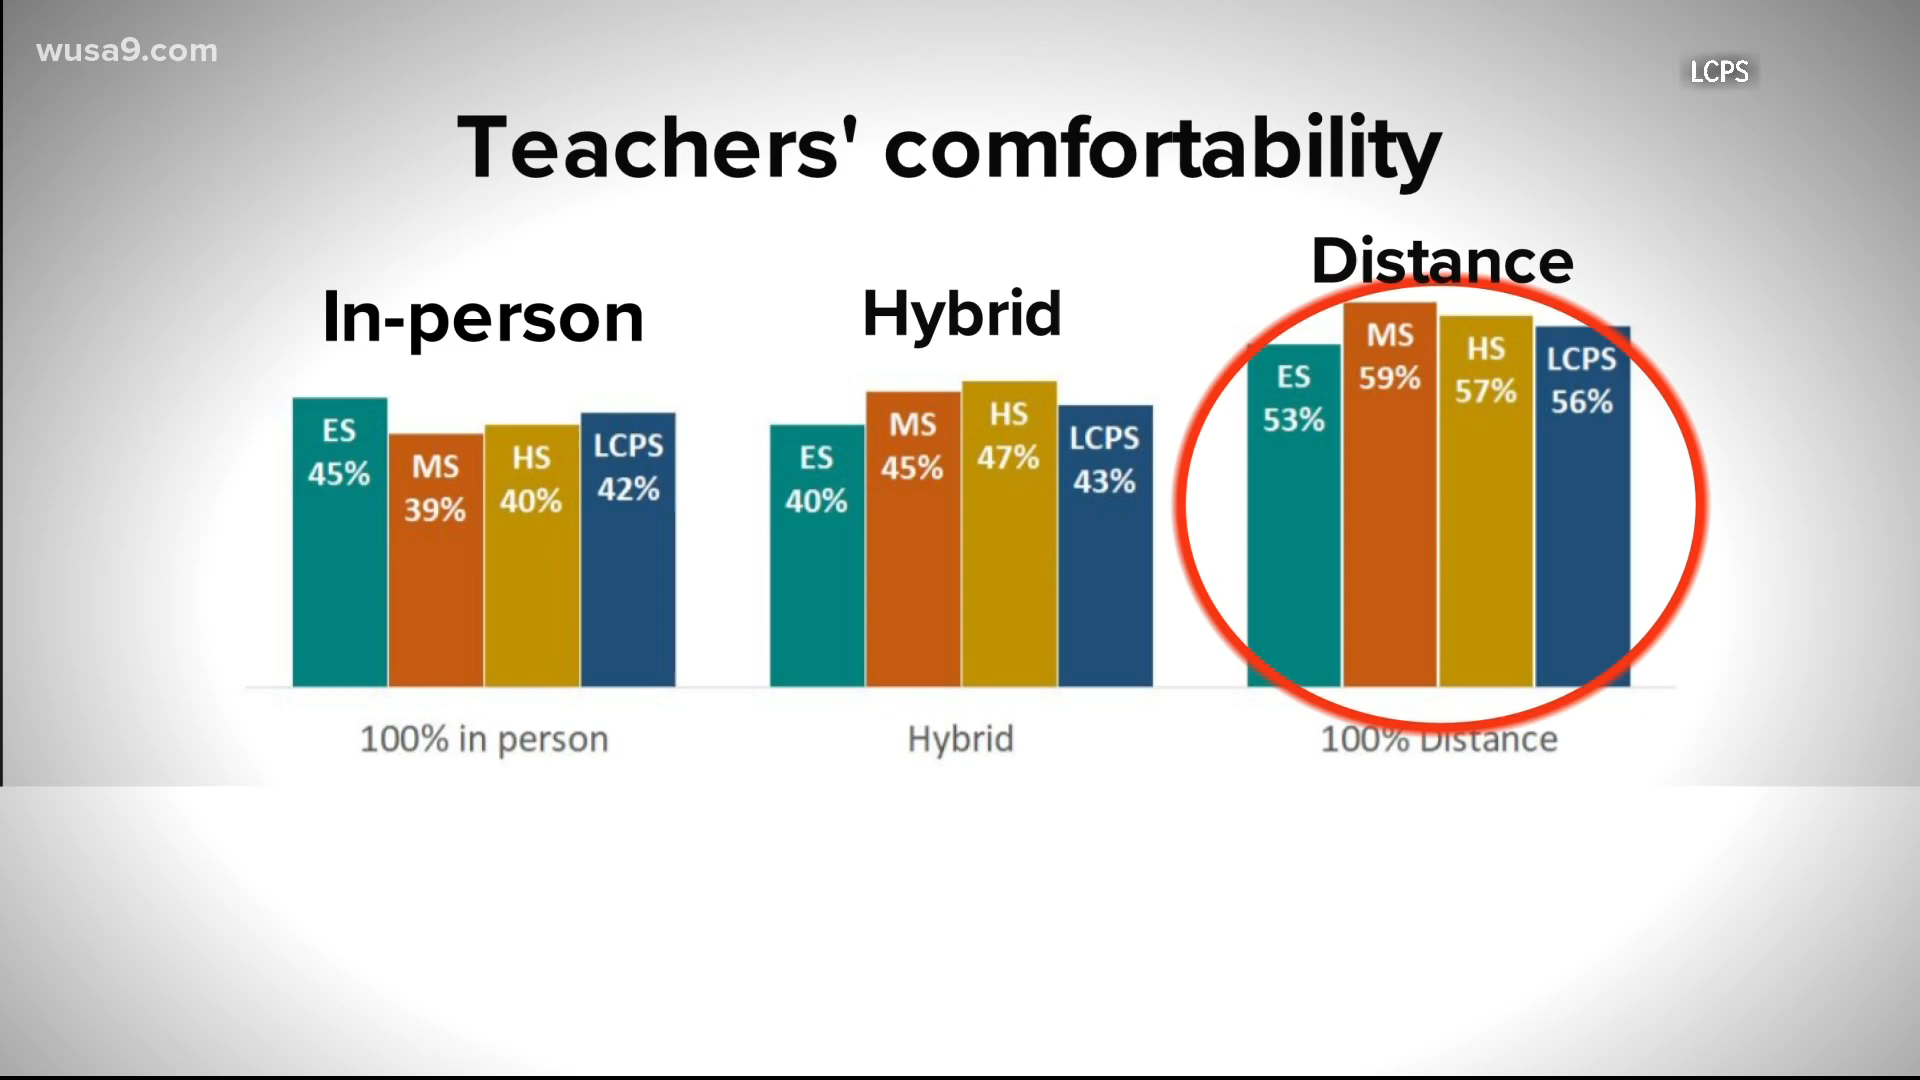 wusa9.com
LCPS
Teachers' comfortability
In-person
Hybrid
Distance
ES
45%
MS
39%
HS
40%
LCPS
42%
ES
40%
MS
45%
HS
47%
LCPS
43%
ES
53%
MS
59%
HS
57%
LCPS
56%
100% in person
Hybrid
100% Distance